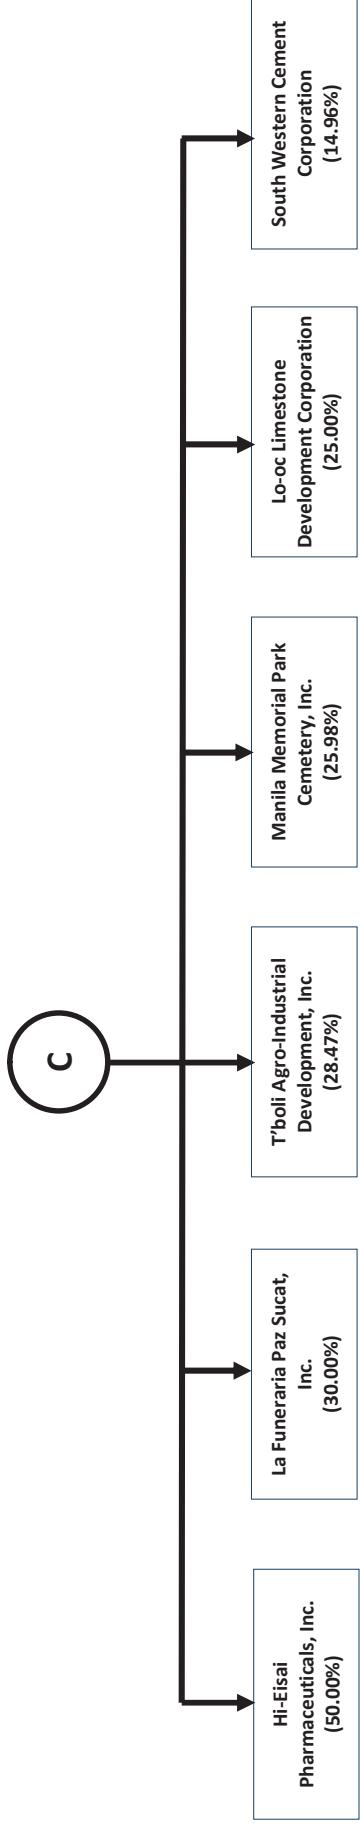 C
Hi-Eisai
Pharmaceuticals, Inc.
(50.00%)
La Funeraria Paz Sucat,
Inc.
(30.00%)
T’boli Agro-Industrial
Development, Inc.
(28.47%)
Manila Memorial Park
Cemetery, Inc.
(25.98%)
Lo-oc Limestone
Development Corporation
(25.00%)
South Western Cement
Corporation
(14.96%)